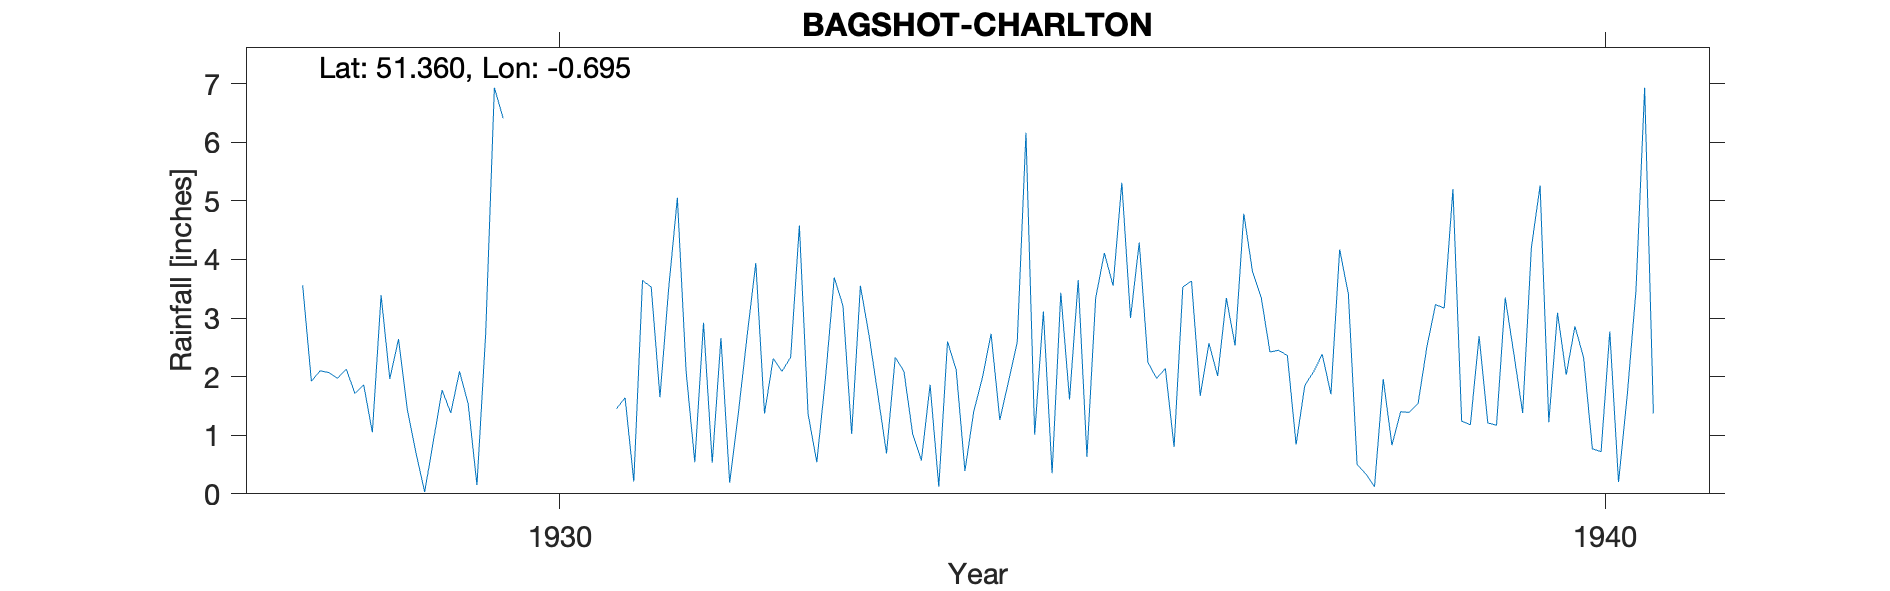 BAGSHOT-CHARLTON
Lat: 51.360, Lon: -0.695
7
6
5
4
3
2
1
0
Rainfall [inches]
1930
1940
Year